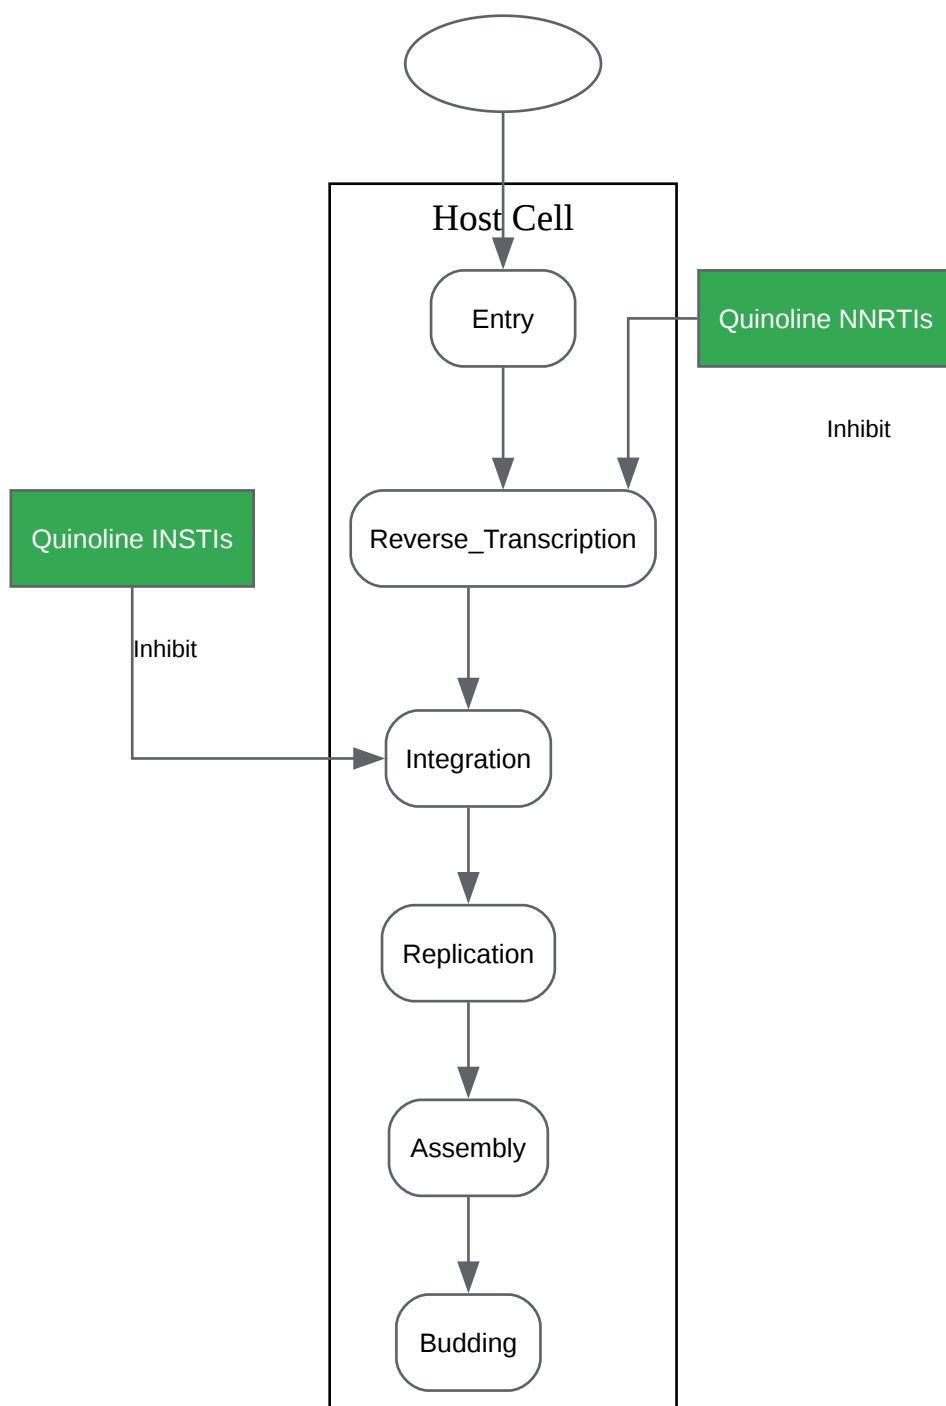 Host Cell
Entry
Quinoline NNRTIs
Inhibit
Quinoline INSTIs
Reverse_Transcription
Inhibit
Integration
Replication
Assembly
Budding